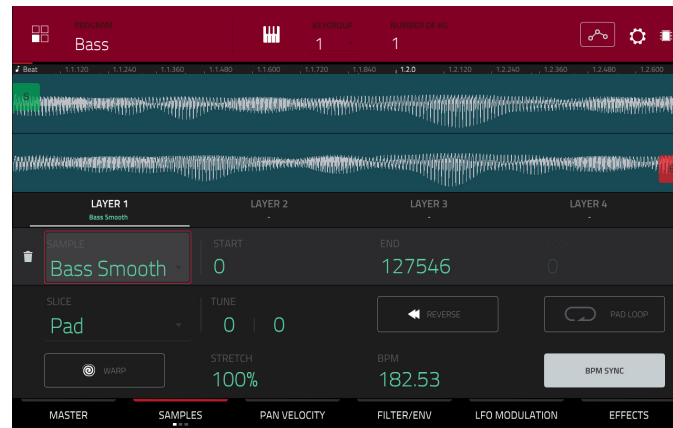 PROGRAM
Bass
KEYGROUP
1
NUMBER OF KG
1
Beat 1.1.120 1.1.240 1.1.360 1.1.480 1.1.600 1.1.720 1.1.840 1.2.0 1.2.120 1.2.240 1.2.360 1.2.480 1.2.600
S
LAYER 1 LAYER 2 LAYER 3 LAYER 4
Bass Smooth - - -
SAMPLE START END
Bass Smooth 0 127546 0
SLICE TUNE
Pad 0 0 REVERSE PAD LOOP
STRETCH BPM
WARP 100% 182.53 BPM SYNC
MASTER SAMPLES PAN VELOCITY FILTER/ENV LFO MODULATION EFFECTS